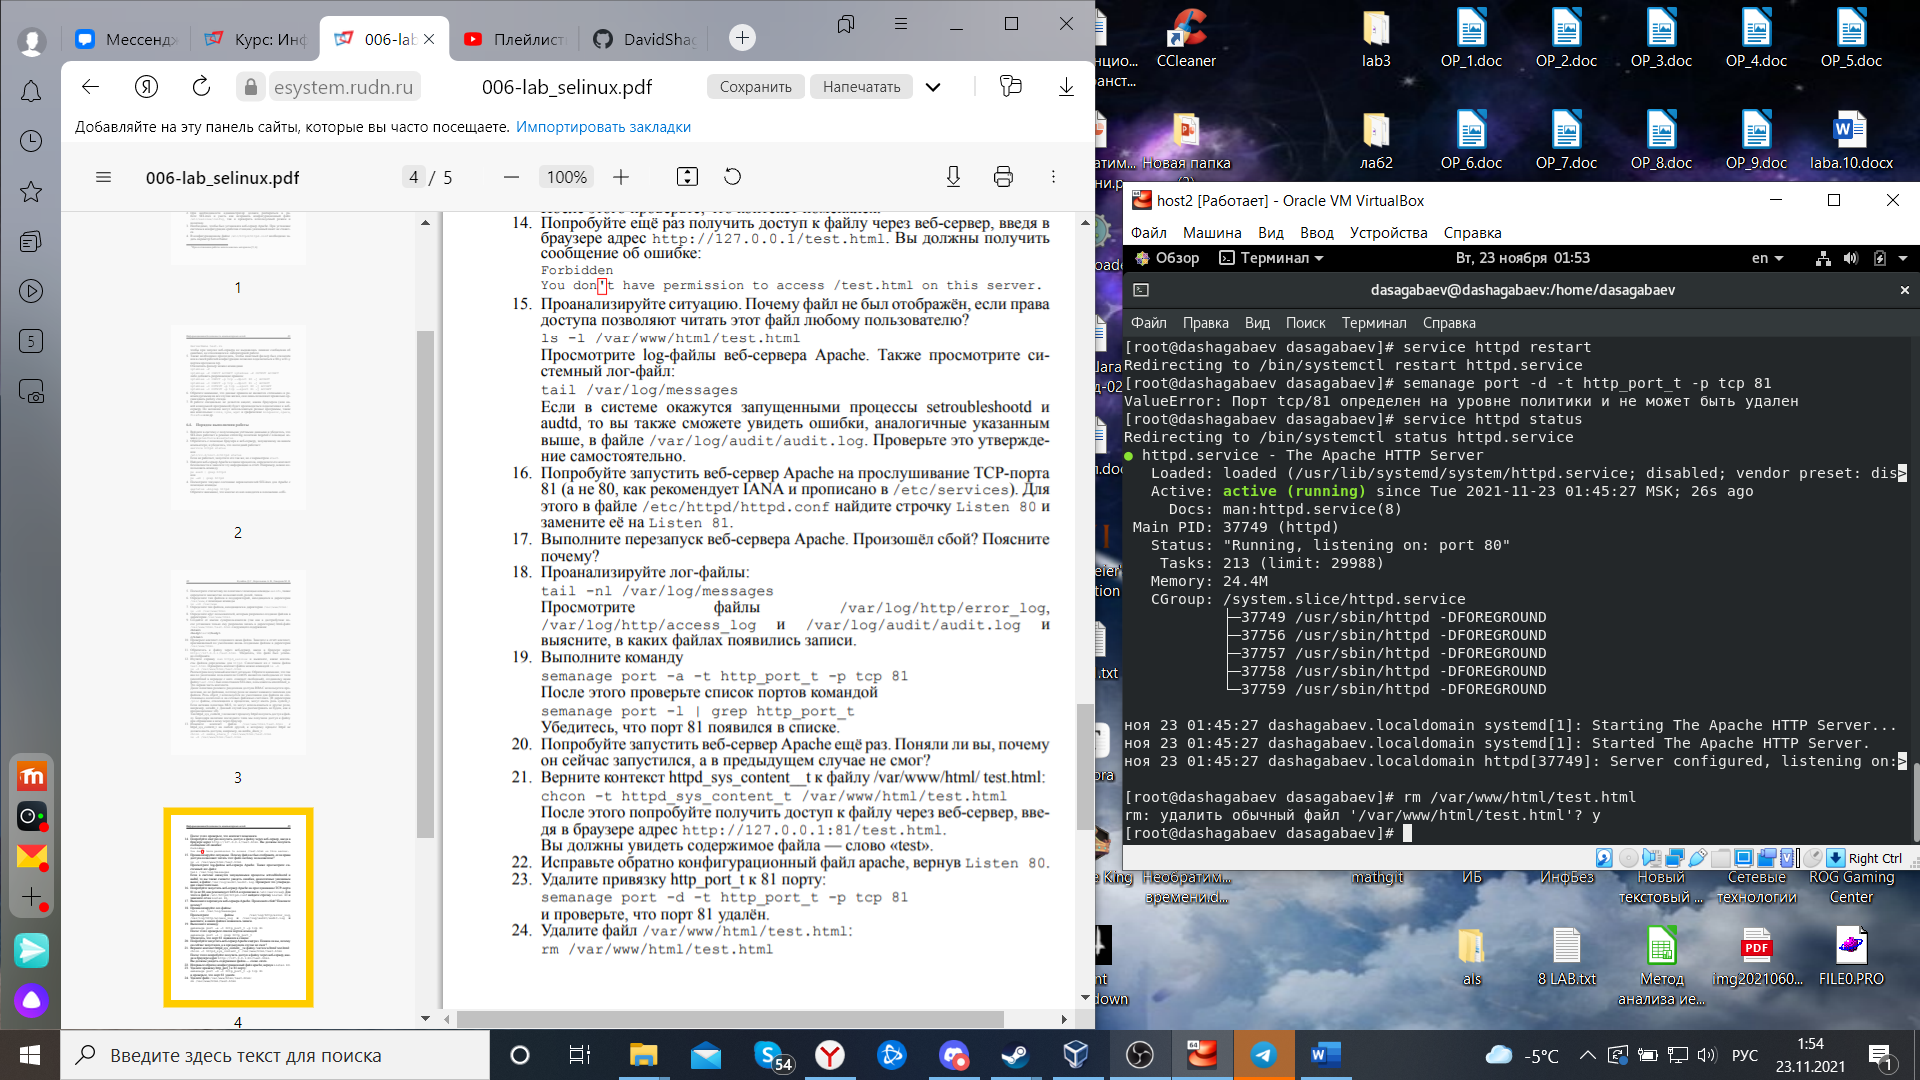 Мессендж
Курс: Инф
006-lab
Плейлист
DavidSha
esystem.rudn.ru
006-lab_selinux.pdf
Сохранить
Напечатать
Добавляйте на эту панель сайты, которые вы часто посещаете. Импортировать закладки
006-lab_selinux.pdf
4 / 5
100%
1
2
3
4
5
14. Попробуйте ещё раз получить доступ к файлу через веб-сервер, введя в
браузере адрес http://127.0.0.1/test.html. Вы должны получить
сообщение об ошибке:
Forbidden
You don't have permission to access /test.html on this server.
15. Проанализируйте ситуацию. Почему файл не был отображён, если права
доступа позволяют читать этот файл любому пользователю?
ls -l /var/www/html/test.html
Просмотрите log-файлы веб-сервера Apache. Также просмотрите си-
стемный лог-файл:
tail /var/log/messages
Если в системе окажутся запущенными процессы setroubleshootd и
audtd, то вы также сможете увидеть ошибки, аналогичные указанным
выше, в файле /var/log/audit/audit.log. Проверьте это утвержде-
ние самостоятельно.
16. Попробуйте запустить веб-сервер Apache на прослушивание TCP-порта
81 (а не 80, как рекомендует IANA и прописано в /etc/services). Для
этого в файле /etc/httpd/httpd.conf найдите строчку Listen 80 и
замените её на Listen 81.
17. Выполните перезапуск веб-сервера Apache. Произошёл сбой? Поясните
почему?
18. Проанализируйте лог-файлы:
tail -nl /var/log/messages
Просмотрите файлы /var/log/http/error_log,
/var/log/http/access_log и /var/log/audit/audit.log и
выясните, в каких файлах появились записи.
19. Выполните команду
semanage port -a -t http_port_t -p tcp 81
После этого проверьте список портов командой
semanage port -l | grep http_port_t
Убедитесь, что порт 81 появился в списке.
20. Попробуйте запустить веб-сервер Apache ещё раз. Поняли ли вы, почему
он сейчас запустился, а в предыдущем случае не смог?
21. Верните контекст httpd_sys_content__t к файлу /var/www/html/ test.html:
chcon -t httpd_sys_content_t /var/www/html/test.html
После этого попробуйте получить доступ к файлу через веб-сервер, вве-
дя в браузере адрес http://127.0.0.1:81/test.html.
Вы должны увидеть содержимое файла — слово «test».
22. Исправьте обратно конфигурационный файл apache, вернув Listen 80.
23. Удалите привязку http_port_t к 81 порту:
semanage port -d -t http_port_t -p tcp 81
и проверьте, что порт 81 удалён.
24. Удалите файл /var/www/html/test.html:
rm /var/www/html/test.html
CCleaner
lab3
OP_1.doc
OP_2.doc
OP_3.doc
OP_4.doc
OP_5.doc
Новая папка
лаб2
OP_6.doc
OP_7.doc
OP_8.doc
OP_9.doc
laba.10.docx
host2 [Работает] - Oracle VM VirtualBox
Файл Машина Вид Ввод Устройства Справка
Обзор Терминал Вт, 23 ноября 01:53 en
dasagabaev@dashagabaev:/home/dasagabaev
Файл Правка Вид Поиск Терминал Справка
[root@dashagabaev dasagabaev]# service httpd restart
Redirecting to /bin/systemctl restart httpd.service
[root@dashagabaev dasagabaev]# semanage port -d -t http_port_t -p tcp 81
ValueError: Порт tcp/81 определен на уровне политики и не может быть удален
[root@dashagabaev dasagabaev]# service httpd status
Redirecting to /bin/systemctl status httpd.service
● httpd.service - The Apache HTTP Server
Loaded: loaded (/usr/lib/systemd/system/httpd.service; disabled; vendor preset: dis>
Active: active (running) since Tue 2021-11-23 01:45:27 MSK; 26s ago
Docs: man:httpd.service(8)
Main PID: 37749 (httpd)
Status: "Running, listening on: port 80"
Tasks: 213 (limit: 29988)
Memory: 24.4M
CGroup: /system.slice/httpd.service
├─37749 /usr/sbin/httpd -DFOREGROUND
├─37756 /usr/sbin/httpd -DFOREGROUND
├─37757 /usr/sbin/httpd -DFOREGROUND
├─37758 /usr/sbin/httpd -DFOREGROUND
└─37759 /usr/sbin/httpd -DFOREGROUND
ноя 23 01:45:27 dashagabaev.localdomain systemd[1]: Starting The Apache HTTP Server...
ноя 23 01:45:27 dashagabaev.localdomain systemd[1]: Started The Apache HTTP Server.
ноя 23 01:45:27 dashagabaev.localdomain httpd[37749]: Server configured, listening on:>
[root@dashagabaev dasagabaev]# rm /var/www/html/test.html
rm: удалить обычный файл '/var/www/html/test.html'? y
[root@dashagabaev dasagabaev]#
Right Ctrl
Необратим...
времени.d...
mathgit
ИБ
ИнфБез
Новый
текстовый ...
Сетевые
технологии
ROG Gaming
Center
als
8 LAB.txt
Метод
анализа ие...
PDF
img2021060...
FILE0.PRO
Введите здесь текст для поиска
54
64
-5°C
РУС
1:54
23.11.2021
1